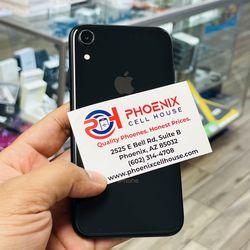 PHOENIX
CELL HOUSE
Quality Phoenes. Honest Prices.
2525 E Bell Rd, Suite B
Phoenix, AZ 85032
(602) 314-4708
www.phoenixcellhouse.com